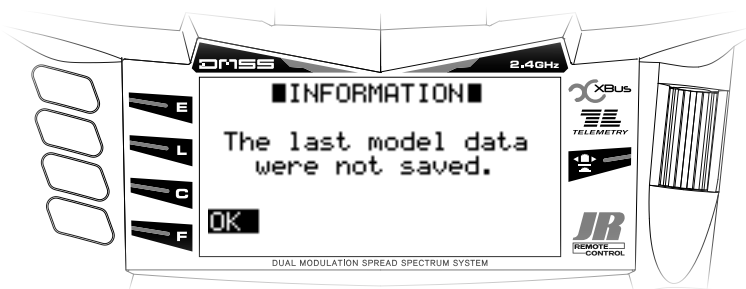 DMSS
2.4GHz
■INFORMATION■
The last model data
were not saved.
OK
E
L
C
F
XBus
TL
TELEMETRY
JR
REMOTE
CONTROL
DUAL MODULATION SPREAD SPECTRUM SYSTEM